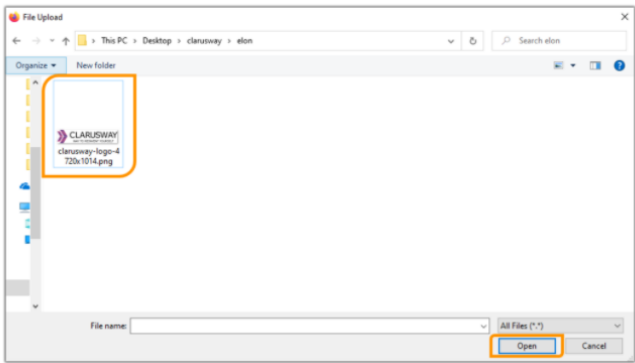 File Upload
This PC > Desktop > clarusway > elon
Search elon
Organize
New folder
CLARUSWAY
clarusway-logo-4
720x1014.png
File name:
All Files (*.*)
Open
Cancel